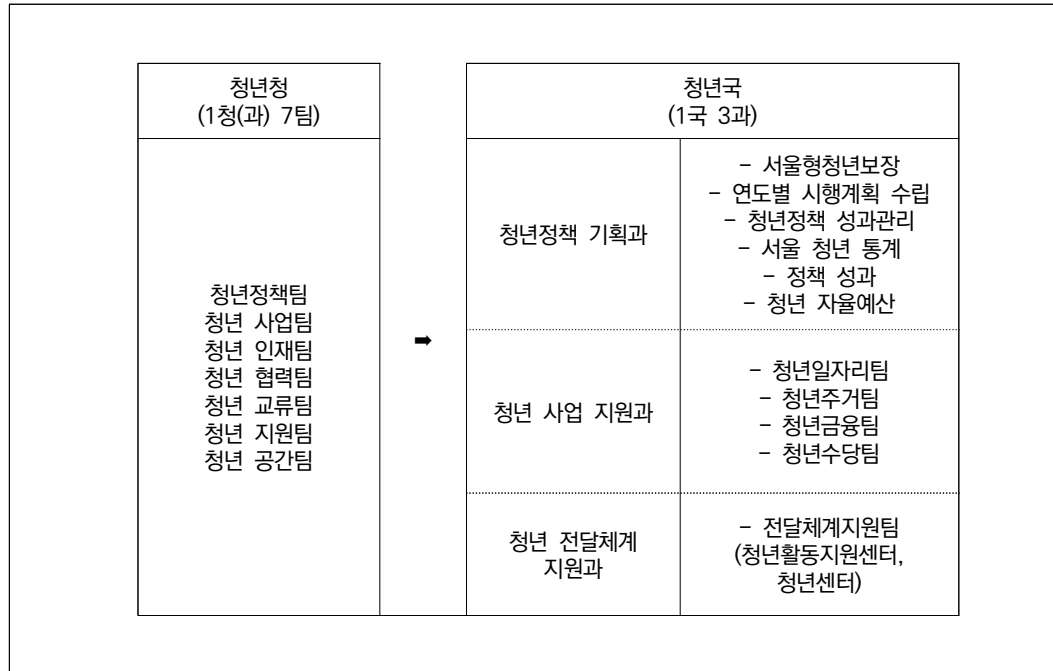 청년청
(1청(과) 7팀)
청년정책팀
청년 사업팀
청년 인재팀
청년 협력팀
청년 교류팀
청년 지원팀
청년 공간팀
➡
청년국
(1국 3과)
청년정책 기획과
- 서울형청년보장
- 연도별 시행계획 수립
- 청년정책 성과관리
- 서울 청년 통계
- 정책 성과
- 청년 자율예산
청년 사업 지원과
- 청년일자리팀
- 청년주거팀
- 청년금융팀
- 청년수당팀
청년 전달체계
지원과
- 전달체계지원팀
(청년활동지원센터,
청년센터)